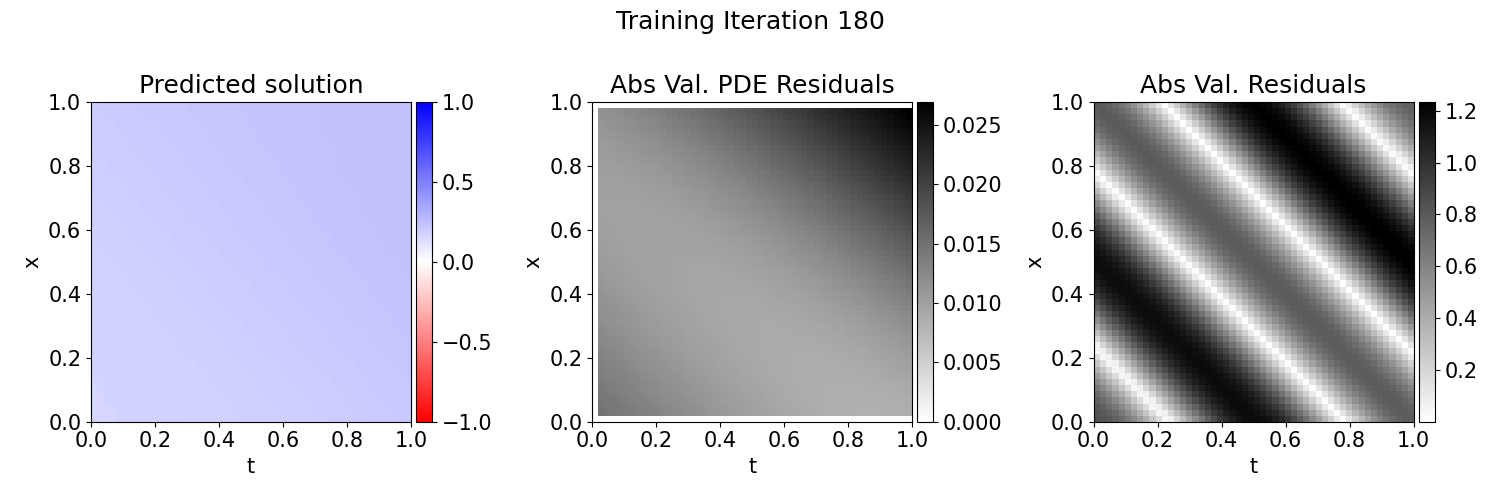 Training Iteration 180
Predicted solution
1.0
0.8
0.6
0.4
0.2
0.0
x
0.0 0.2 0.4 0.6 0.8 1.0
t
1.0
0.5
0.0
−0.5
−1.0
Abs Val. PDE Residuals
1.0
0.8
0.6
0.4
0.2
0.0
x
0.0 0.2 0.4 0.6 0.8 1.0
t
0.025
0.020
0.015
0.010
0.005
0.000
Abs Val. Residuals
1.0
0.8
0.6
0.4
0.2
0.0
x
0.0 0.2 0.4 0.6 0.8 1.0
t
1.2
1.0
0.8
0.6
0.4
0.2